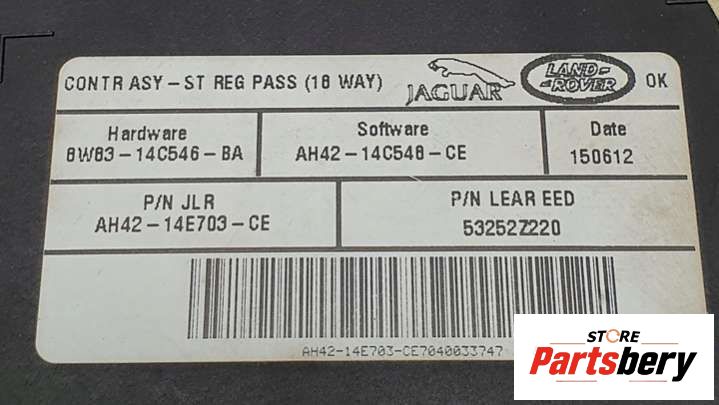 CONTR ASY-ST REG PASS (16 WAY) JAGUAR LAND-ROVER OK
Hardware Software Date
8W83-14C546-BA AH42-14C548-CE 150612
P/N JLR P/N LEAR EED
AH42-14E703-CE 53252Z220
AH42-14E703-CE7040033747
STORE
Partsbery